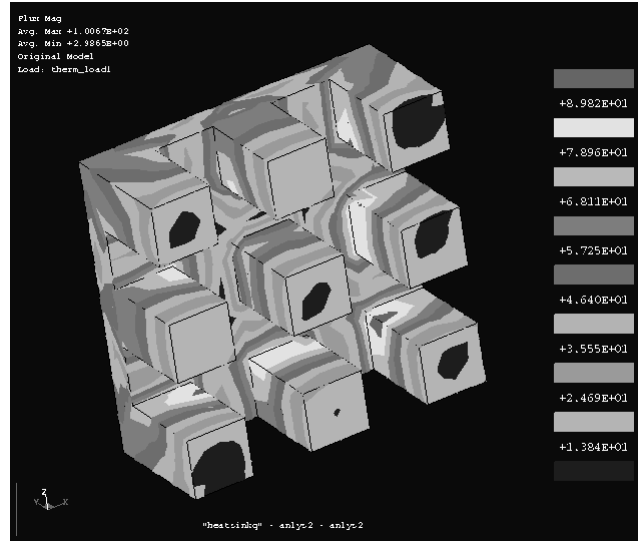 Flux Mag
Avg. Max +1.0067E+02
Avg. Min +2.9865E+00
Original Model
Load: therm_load1
+8.982E+01
+7.896E+01
+6.811E+01
+5.725E+01
+4.640E+01
+3.555E+01
+2.469E+01
+1.384E+01
Z
Y X
"heatsinkq" - anlys2 - anlys2